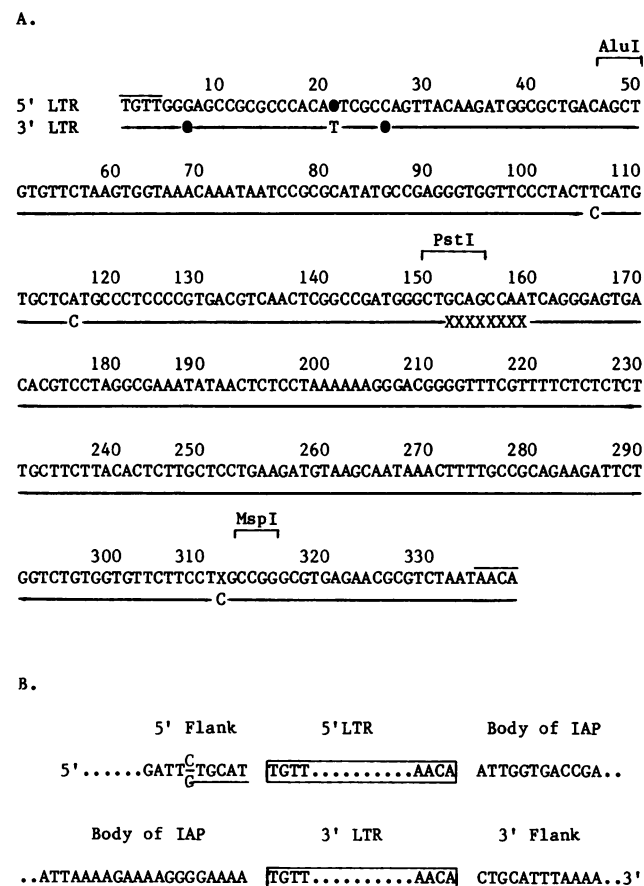 A.
AluI
10 20 30 40 50
5' LTR TGTTGGGAGCCGCGCCCACA●TCGCCAGTTACAAGATGGCGCTGACAGCT
3' LTR ● T ●
60 70 80 90 100 110
GTGTTCTAAGTGGTAAACAAATAATCCGCGCATATGCCGAGGGTGGTTCCCTACTTCATG
C
PstI
120 130 140 150 160 170
TGCTCATGCCCTCCCCGTGACGTCAACTCGGCCGATGGGCTGCAGCCAATCAGGGAGTGA
C XXXXXXXX
180 190 200 210 220 230
CACGTCCTAGGCGAAATATAACTCTCCTAAAAAAGGGACGGGGTTTCGTTTTCTCTCTCT
240 250 260 270 280 290
TGCTTCTTACACTCTTGCTCCTGAAGATGTAAGCAATAAACTTTTGCCGCAGAAGATTCT
MspI
300 310 320 330
GGTCTGTGGTGTTCTTCCTXGCCGGGCGTGAGAACGCGTCTAATAACA
C
B.
5' Flank 5'LTR Body of IAP
C
5'......GATT TGCAT TGTT..........AACA ATTGGTGACCGA..
G
Body of IAP 3' LTR 3' Flank
..ATTAAAAGAAAAGGGGAAAA TGTT..........AACA CTGCATTTAAAA..3'